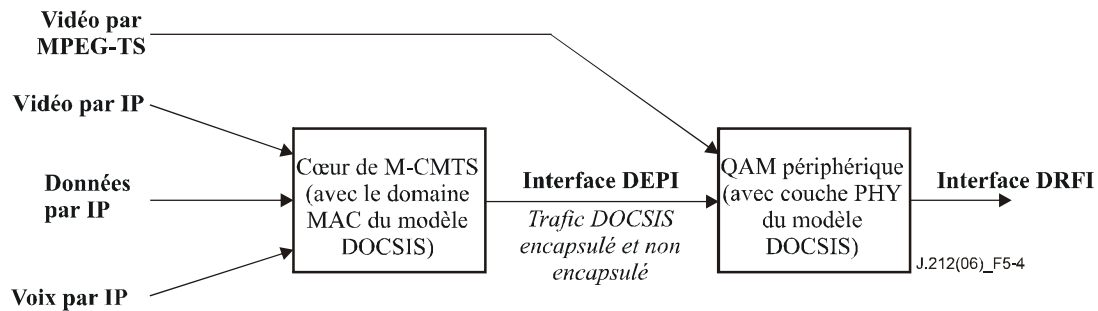 Vidéo par
MPEG-TS
Vidéo par IP
Données
par IP
Voix par IP
Cœur de M-CMTS
(avec le domaine
MAC du modèle
DOCSIS)
Interface DEPI
Trafic DOCSIS
encapsulé et non
encapsulé
QAM périphérique
(avec couche PHY
du modèle
DOCSIS)
Interface DRFI
J.212(06)_F5-4